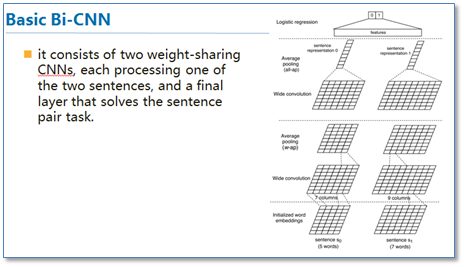 Basic Bi-CNN
it consists of two weight-sharing
CNNs, each processing one of
the two sentences, and a final
layer that solves the sentence
pair task.
Logistic regression
0 1
features
sentence
representation 0
sentence
representation 1
Average
pooling
(all-ap)
Wide convolution
Average
pooling
(w-ap)
Wide convolution
7 columns
9 columns
Initialized word
embeddings
sentence s0
(5 words)
sentence s1
(7 words)